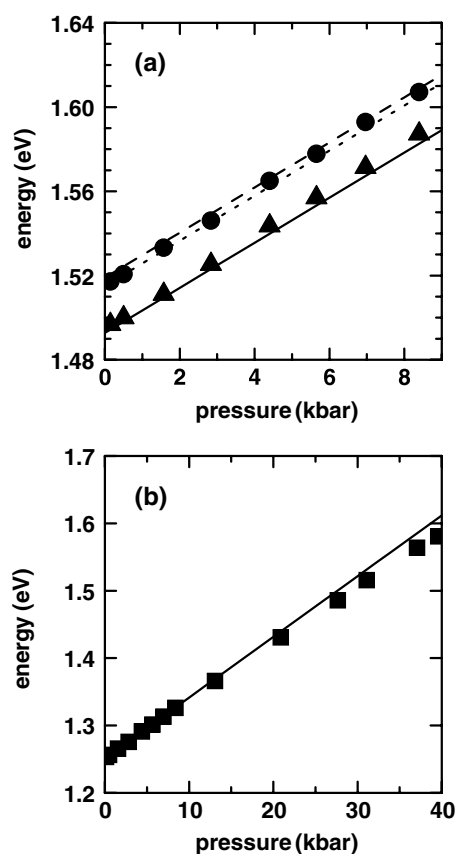 1.64
(a)
1.60
energy (eV)
1.56
1.52
1.48
0 2 4 6 8
pressure (kbar)
1.7
(b)
1.6
1.5
energy (eV)
1.4
1.3
1.2
0 10 20 30 40
pressure (kbar)